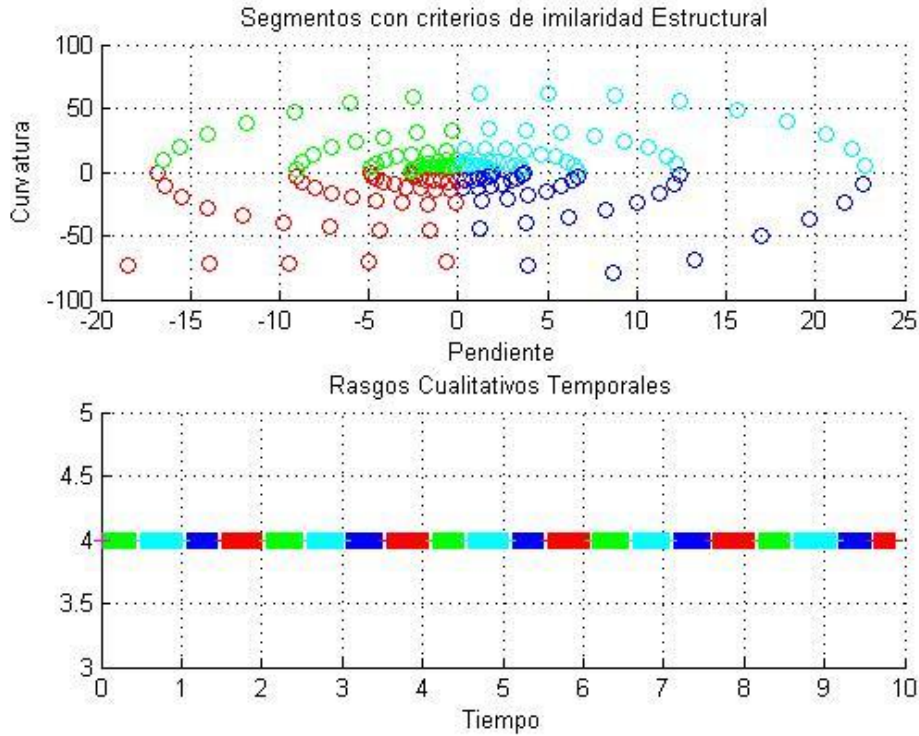 Segmentos con criterios de imilaridad Estructural
100
50
0
-50
-100
Curvatura
-20 -15 -10 -5 0 5 10 15 20 25
Pendiente
Rasgos Cualitativos Temporales
5
4.5
4
3.5
3
0 1 2 3 4 5 6 7 8 9 10
Tiempo